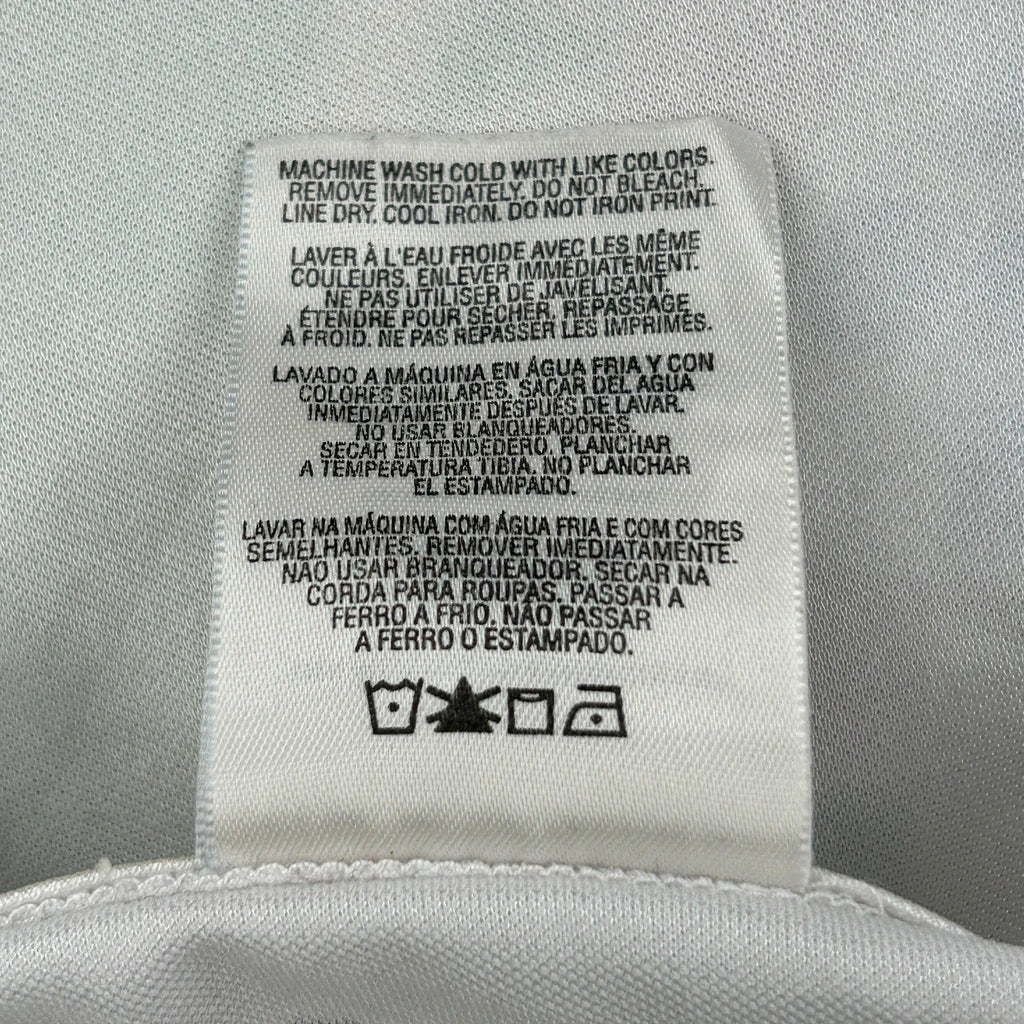 MACHINE WASH COLD WITH LIKE COLORS.
REMOVE IMMEDIATELY. DO NOT BLEACH.
LINE DRY. COOL IRON. DO NOT IRON PRINT.
LAVER À L'EAU FROIDE AVEC LES MÊME
COULEURS. ENLEVER IMMÉDIATEMENT.
NE PAS UTILISER DE JAVELISANT.
ÉTENDRE POUR SÉCHER. REPASSAGE
À FROID. NE PAS REPASSER LES IMPRIMÉS.
LAVADO A MÁQUINA EN ÁGUA FRIA Y CON
COLORES SIMILARES. SACAR DEL AGUA
INMEDIATAMENTE DESPUÉS DE LAVAR.
NO USAR BLANQUEADORES.
SECAR EN TENDEDERO. PLANCHAR
A TEMPERATURA TIBIA. NO PLANCHAR
EL ESTAMPADO.
LAVAR NA MÁQUINA COM ÁGUA FRIA E COM CORES
SEMELHANTES. REMOVER IMEDIATAMENTE.
NÃO USAR BRANQUEADOR. SECAR NA
CORDA PARA ROUPAS. PASSAR A
FERRO A FRIO. NÃO PASSAR
A FERRO O ESTAMPADO.